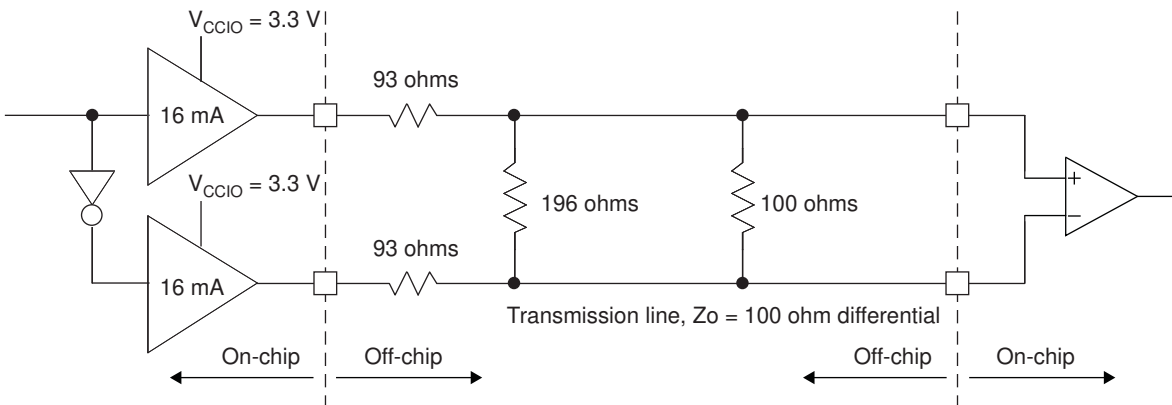 V_CCIO = 3.3 V
93 ohms
16 mA
V_CCIO = 3.3 V
196 ohms
100 ohms
+
−
93 ohms
16 mA
Transmission line, Zo = 100 ohm differential
On-chip
Off-chip
Off-chip
On-chip